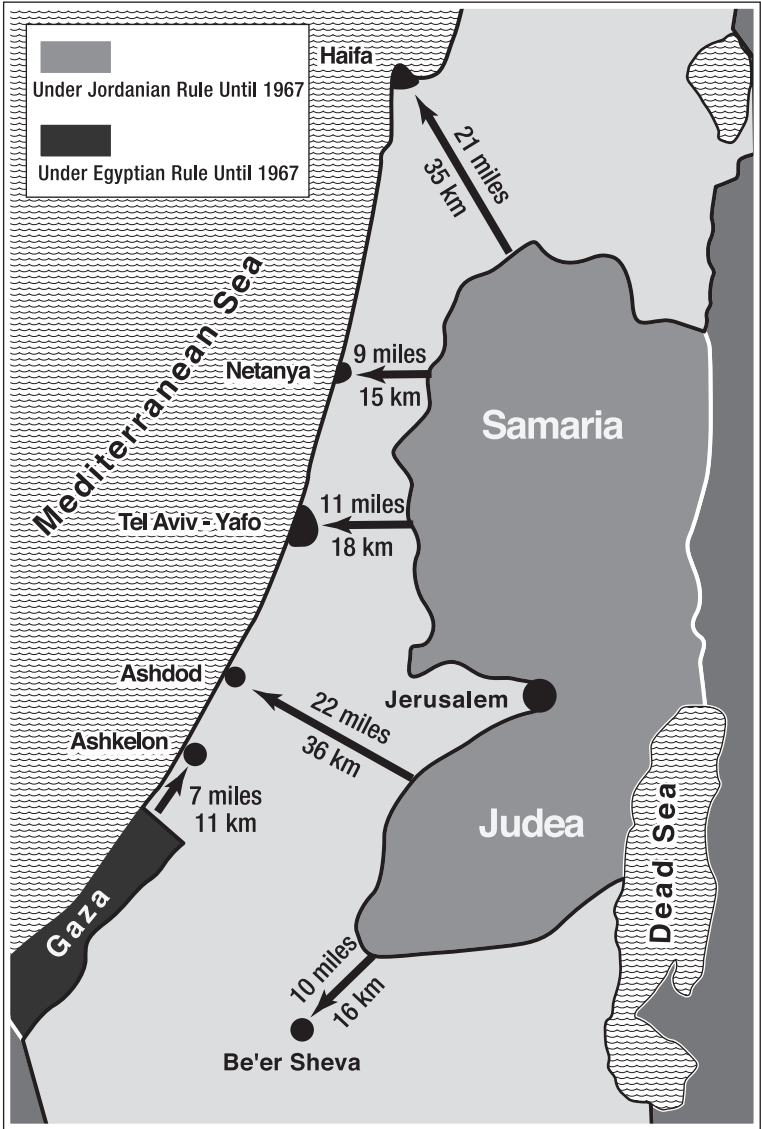 Under Jordanian Rule Until 1967
Under Egyptian Rule Until 1967
Haifa
21 miles
35 km
Mediterranean Sea
Netanya
9 miles
15 km
Samaria
Tel Aviv - Yafo
11 miles
18 km
Ashdod
Jerusalem
22 miles
36 km
Ashkelon
7 miles
11 km
Judea
Dead Sea
Gaza
10 miles
16 km
Be'er Sheva